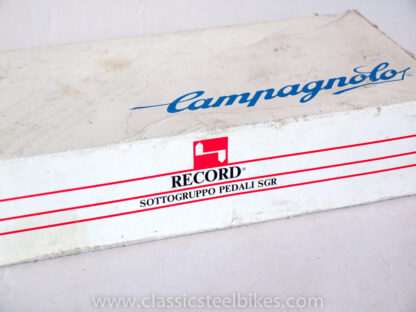 Campagnolo
RECORD®
SOTTOGRUPPO PEDALI SGR
www.classicsteelbikes.com